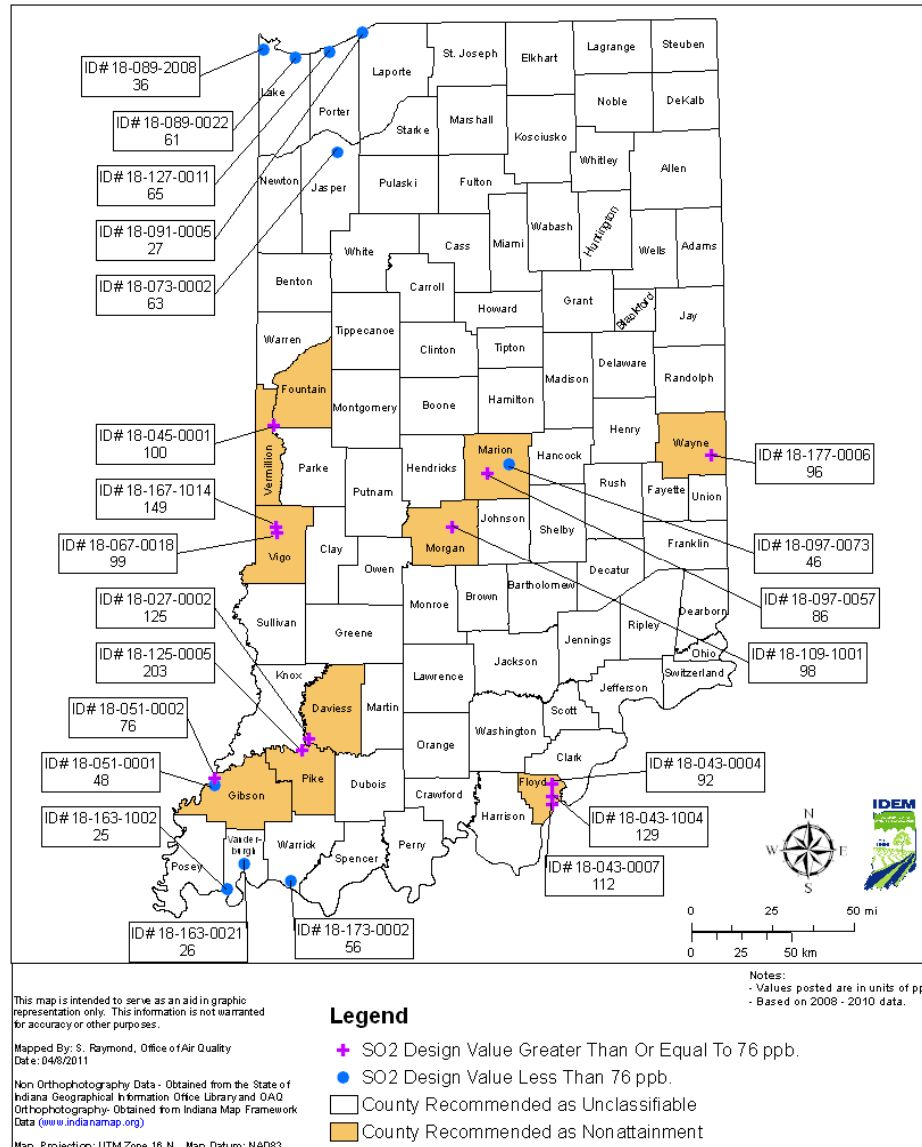 St. Joseph
Elkhart
Lagrange
Steuben
ID# 18-089-2008
36
Laporte
Lake
Porter
Noble
DeKalb
ID# 18-089-0022
61
Starke
Marshall
Kosciusko
Whitley
Allen
ID# 18-127-0011
65
Newton
Jasper
Pulaski
Fulton
Huntington
ID# 18-091-0005
27
White
Cass
Miami
Wabash
Wells
Adams
ID# 18-073-0002
63
Benton
Carroll
Howard
Grant
Blackford
Jay
Warren
Tippecanoe
Clinton
Tipton
Delaware
Madison
Randolph
Fountain
Montgomery
Boone
Hamilton
Henry
Wayne
ID# 18-045-0001
100
Vermillion
Parke
Hendricks
Marion
Hancock
ID# 18-177-0006
96
Putnam
Rush
Fayette
Union
ID# 18-167-1014
149
Johnson
Shelby
Franklin
ID# 18-097-0073
46
ID# 18-067-0018
99
Vigo
Clay
Owen
Morgan
Decatur
ID# 18-027-0002
125
Monroe
Brown
Bartholomew
Dearborn
ID# 18-097-0057
86
Sullivan
Greene
Jennings
Ripley
Ohio
ID# 18-125-0005
203
Lawrence
Jackson
Switzerland
ID# 18-109-1001
98
Knox
Daviess
Martin
Jefferson
Scott
ID# 18-051-0002
76
Orange
Washington
Clark
ID# 18-051-0001
48
Gibson
Pike
Dubois
Crawford
Harrison
Floyd
ID# 18-043-0004
92
ID# 18-163-1002
25
Posey
Vander-
burgh
Warrick
Spencer
Perry
ID# 18-043-1004
129
ID# 18-043-0007
112
ID# 18-163-0021
26
ID# 18-173-0002
56
N
W
E
S
IDEM
0 25 50 mi
0 25 50 km
Notes:
- Values posted are in units of pp
- Based on 2008 - 2010 data.
This map is intended to serve as an aid in graphic
representation only. This information is not warranted
for accuracy or other purposes.
Mapped By: S. Raymond, Office of Air Quality
Date: 04/8/2011
Non Orthophotography Data - Obtained from the State of
Indiana Geographical Information Office Library and OAQ
Orthophotography- Obtained from Indiana Map Framework
Data (www.indianamap.org)
Map Projection: UTM Zone 16 N Map Datum: NAD83
Legend
SO2 Design Value Greater Than Or Equal To 76 ppb.
SO2 Design Value Less Than 76 ppb.
County Recommended as Unclassifiable
County Recommended as Nonattainment